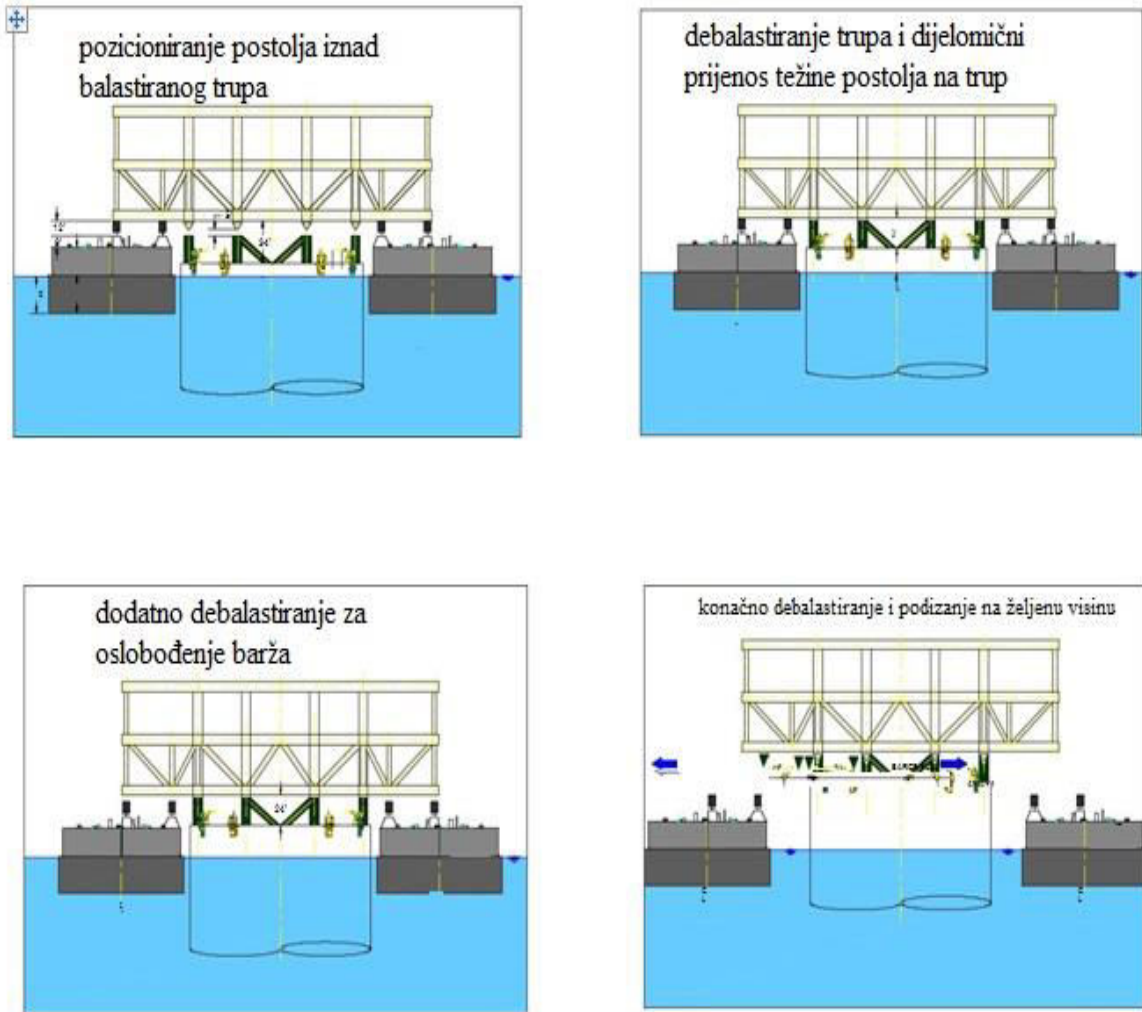 pozicioniranje postolja iznad
balastiranog trupa
debalastiranje trupa i dijelomični
prijenos težine postolja na trup
dodatno debalastiranje za
oslobođenje barža
konačno debalastiranje i podizanje na željenu visinu